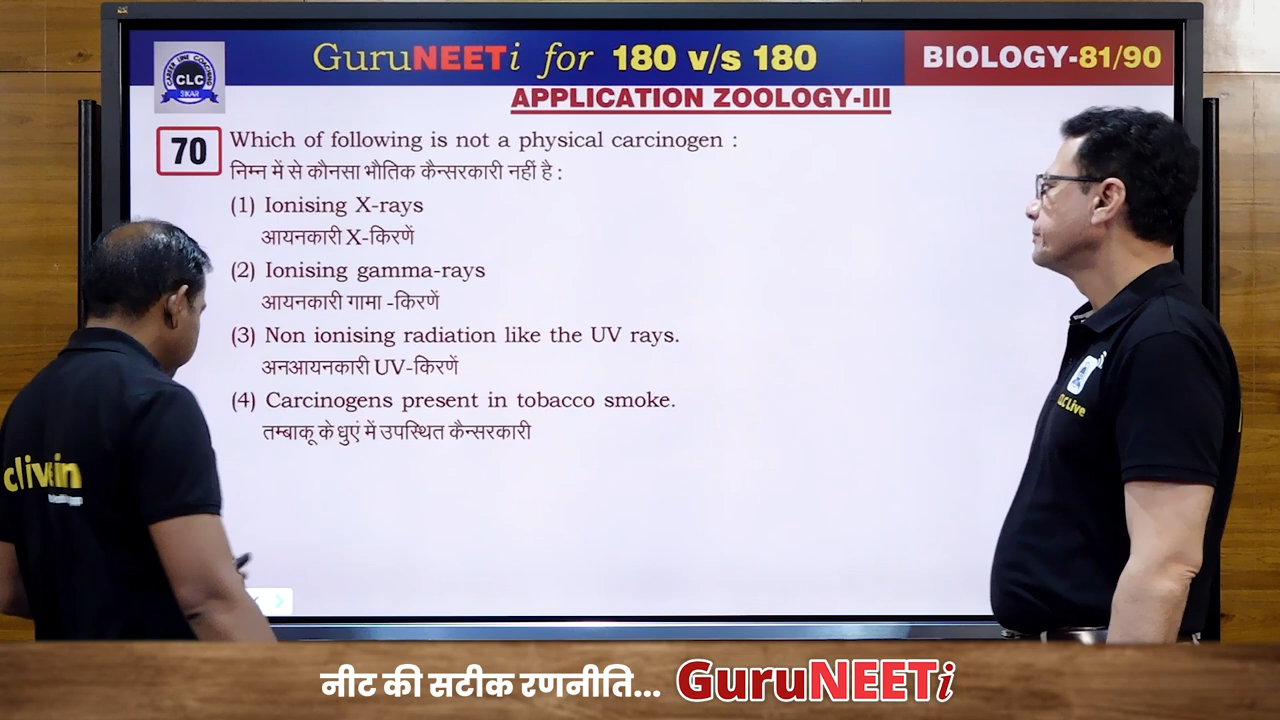 GuruNEETi for 180 v/s 180
BIOLOGY-81/90
CLC
SIKAR
APPLICATION ZOOLOGY-III
70
Which of following is not a physical carcinogen :
निम्न में से कौनसा भौतिक कैन्सरकारी नहीं है :
(1) Ionising X-rays
आयनकारी X-किरणें
(2) Ionising gamma-rays
आयनकारी गामा -किरणें
(3) Non ionising radiation like the UV rays.
अनआयनकारी UV-किरणें
(4) Carcinogens present in tobacco smoke.
तम्बाकू के धुएं में उपस्थित कैन्सरकारी
नीट की सटीक रणनीति... GuruNEETi